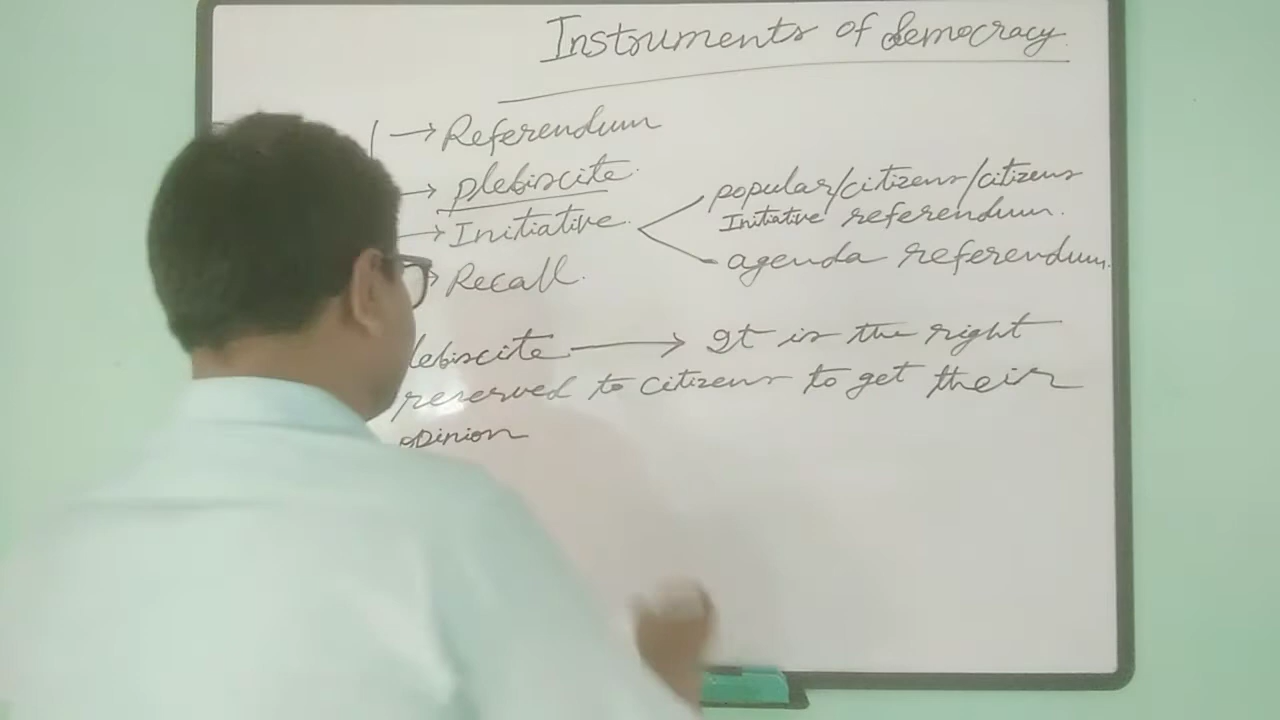 Instruments of democracy
→ Referendum
→ plebiscite
→ Initiative
popular/citizens/citizens
Initiative referendum.
agenda referendum.
Recall.
lebiscite → It is the right
reserved to citizens to get their
opinion